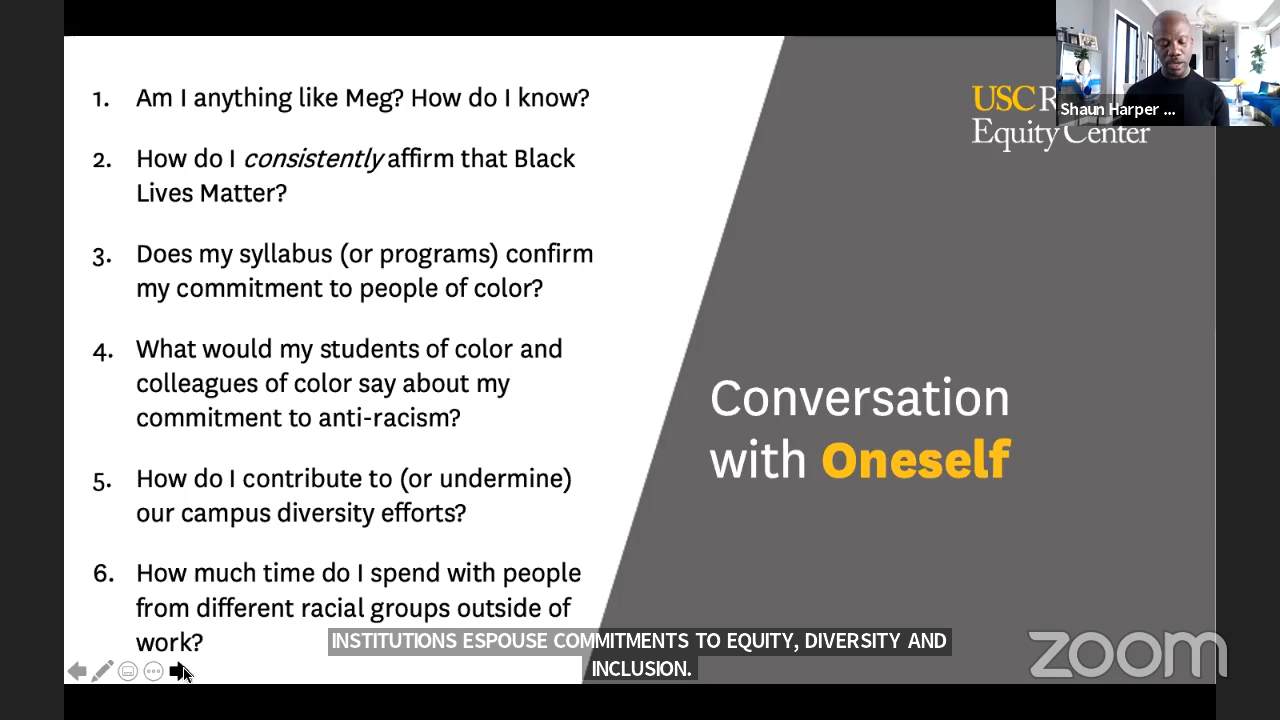 1. Am I anything like Meg? How do I know?
2. How do I consistently affirm that Black
Lives Matter?
3. Does my syllabus (or programs) confirm
my commitment to people of color?
4. What would my students of color and
colleagues of color say about my
commitment to anti-racism?
5. How do I contribute to (or undermine)
our campus diversity efforts?
6. How much time do I spend with people
from different racial groups outside of
work?
USC R
Equity Center
Shaun Harper ...
Conversation
with Oneself
INSTITUTIONS ESPOUSE COMMITMENTS TO EQUITY, DIVERSITY AND
INCLUSION.
zoom